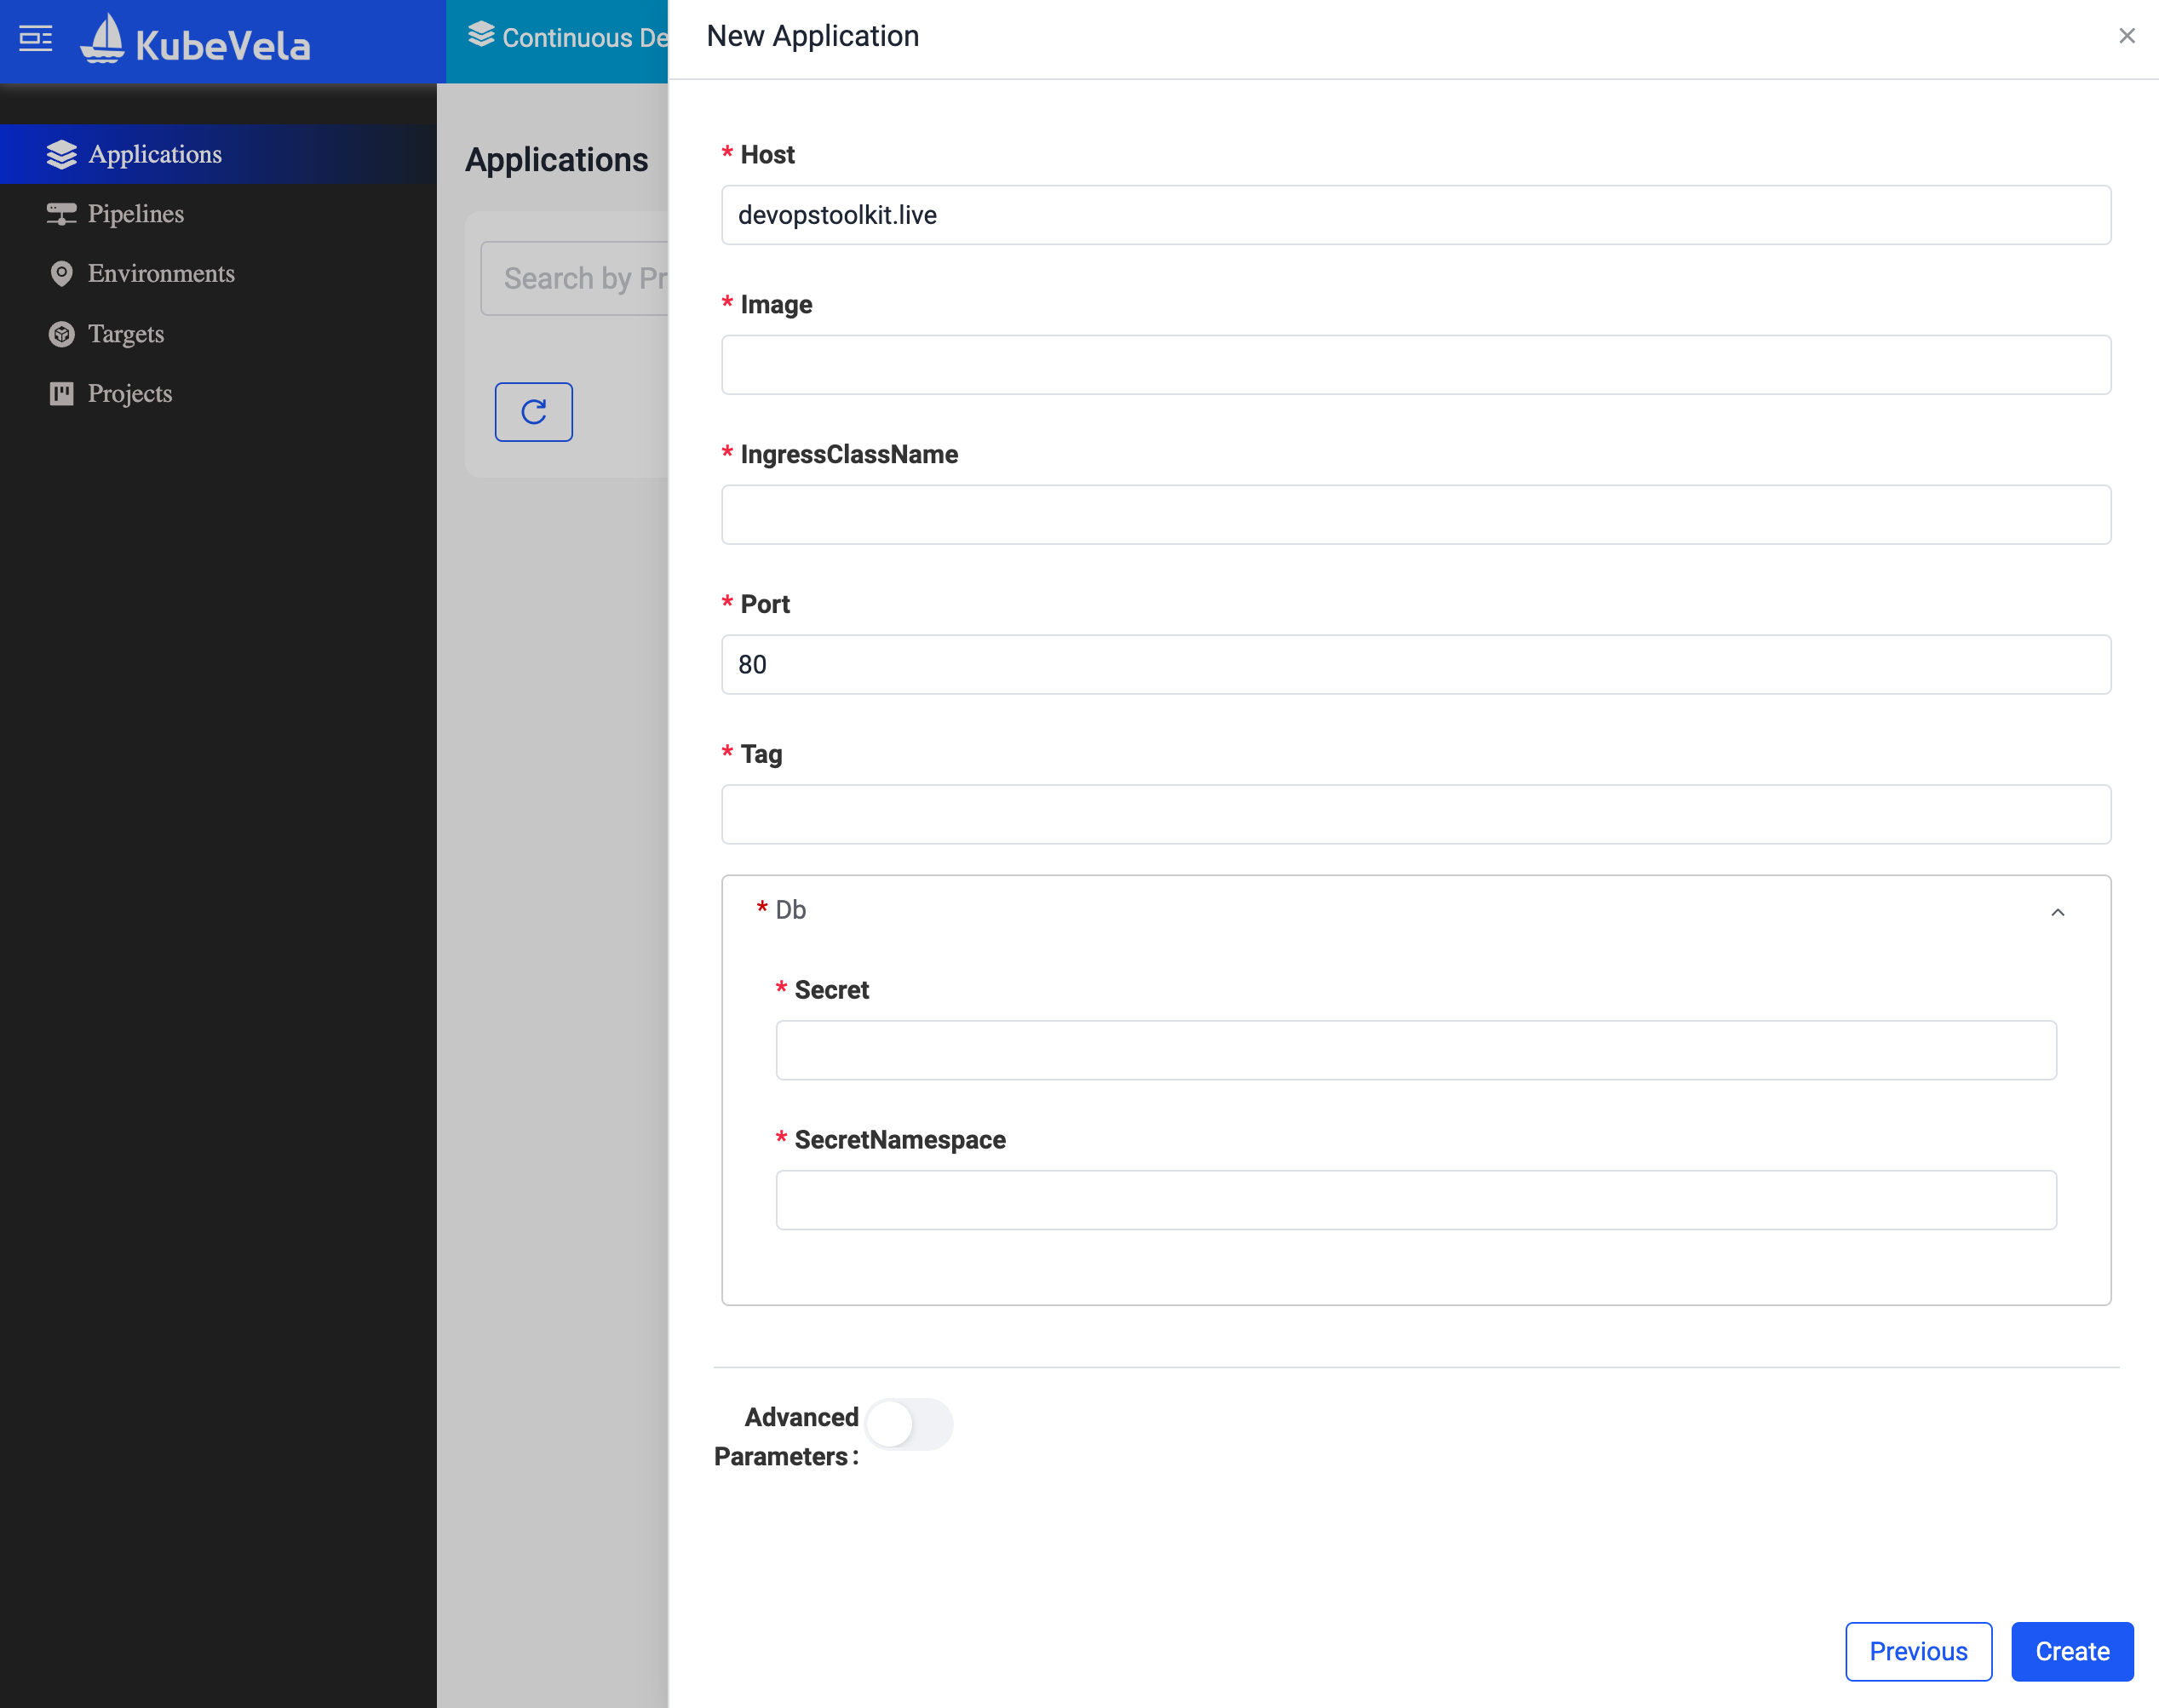 KubeVela
Continuous De
New Application
Applications
Pipelines
Environments
Targets
Projects
Applications
Search by Pr
* Host
devopstoolkit.live
* Image
* IngressClassName
* Port
80
* Tag
* Db
* Secret
* SecretNamespace
Advanced
Parameters:
Previous
Create